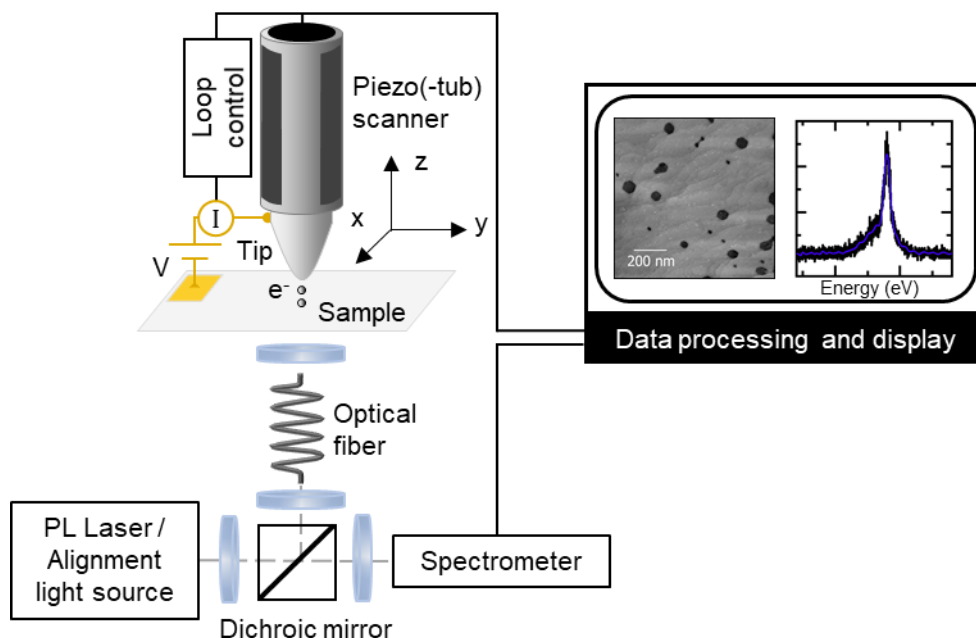 Loop
control
Piezo(-tub)
scanner
z
x
y
I
V
Tip
e-
Sample
200 nm
Energy (eV)
Data processing and display
Optical
fiber
PL Laser /
Alignment
light source
Spectrometer
Dichroic mirror